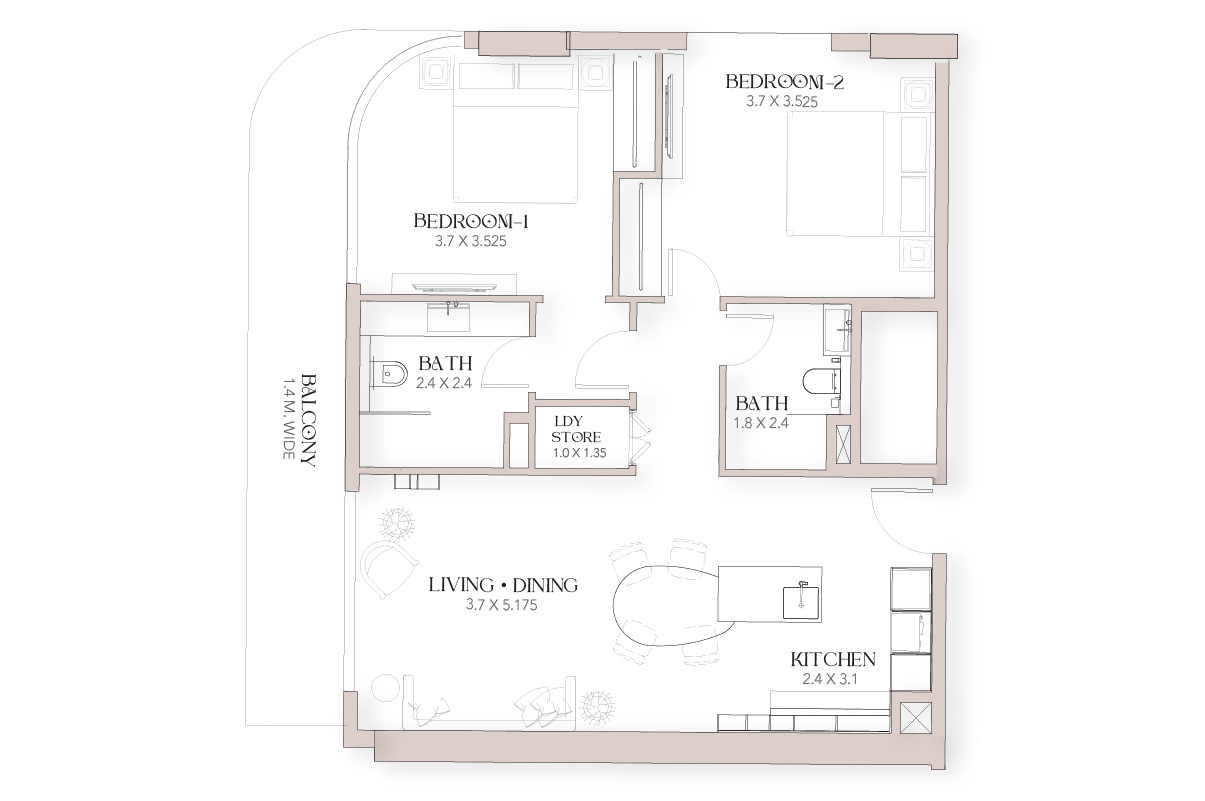 BEDROOM-2
3.7 X 3.525
BEDROOM-1
3.7 X 3.525
BATH
2.4 X 2.4
BATH
1.8 X 2.4
LDY
STORE
1.0 X 1.35
BALCONY
1.4 M. WIDE
LIVING • DINING
3.7 X 5.175
KITCHEN
2.4 X 3.1